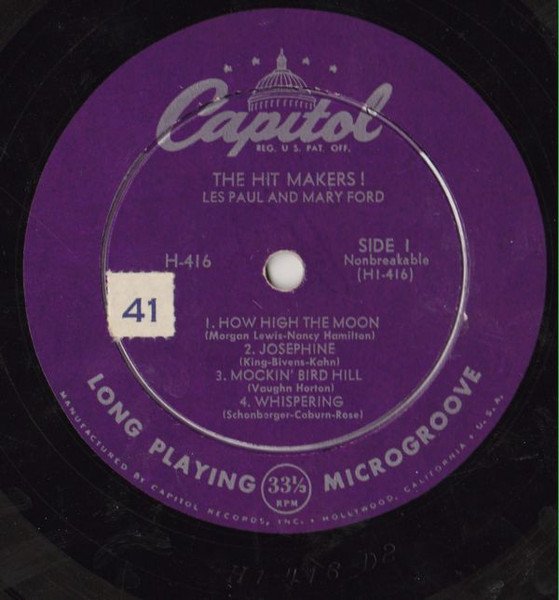 Capitol
REG. U.S. PAT. OFF.
THE HIT MAKERS!
LES PAUL AND MARY FORD
H-416
SIDE 1
Nonbreakable
(H1-416)
41
1. HOW HIGH THE MOON
(Morgan Lewis-Nancy Hamilton)
2. JOSEPHINE
(King-Bivens-Kahn)
3. MOCKIN' BIRD HILL
(Vaughn Horton)
4. WHISPERING
(Schonberger-Coburn-Rose)
LONG PLAYING MICROGROOVE
33⅓
RPM
MANUFACTURED BY CAPITOL RECORDS, INC. • HOLLYWOOD, CALIFORNIA • U.S.A.